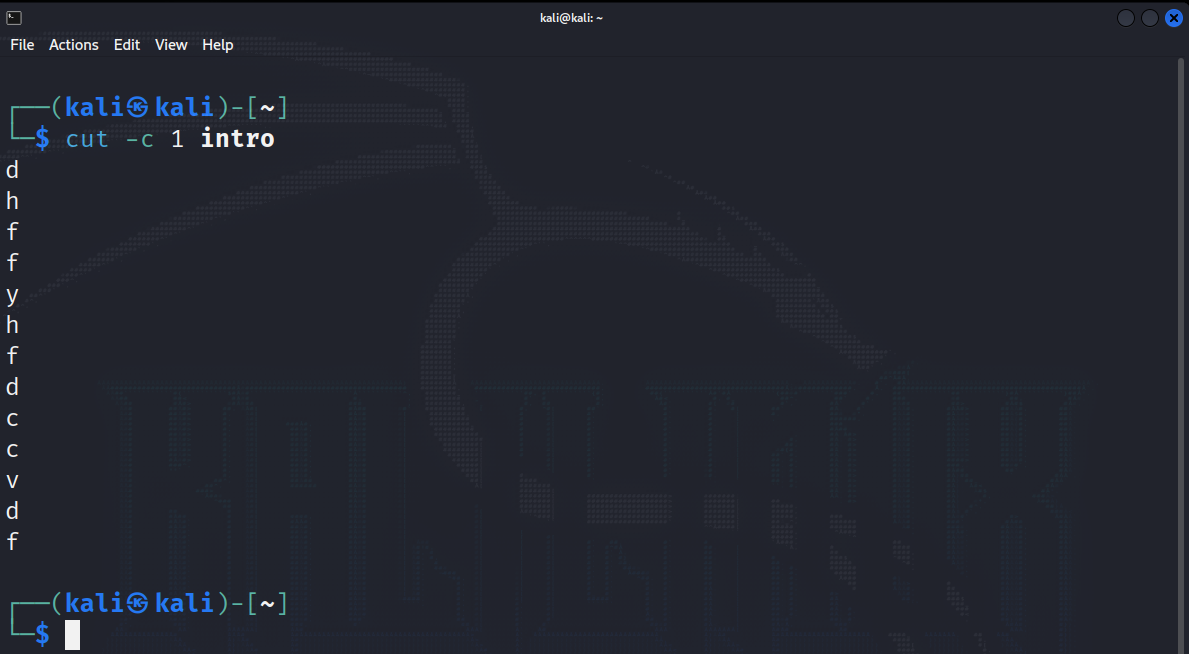 kali@kali: ~
File Actions Edit View Help
┌──(kali㉿kali)-[~]
└─$ cut -c 1 intro
d
h
f
f
y
h
f
d
c
c
v
d
f
┌──(kali㉿kali)-[~]
└─$